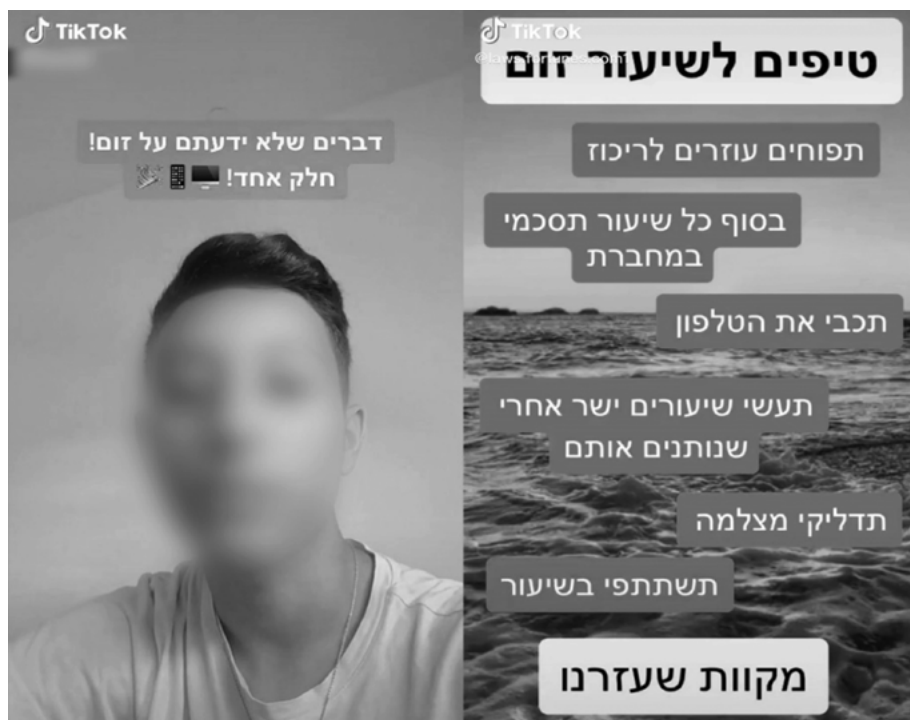 TikTok
דברים שלא ידעתם על זום!
חלק אחד! 🖥️📱🛰️
TikTok
טיפים לשיעור זום
תפוחים עוזרים לריכוז
בסוף כל שיעור תסכמי
במחברת
תכבי את הטלפון
תעשי שיעורים ישר אחרי
שנותנים אותם
תדליקי מצלמה
תשתתפי בשיעור
מקוות שעזרנו